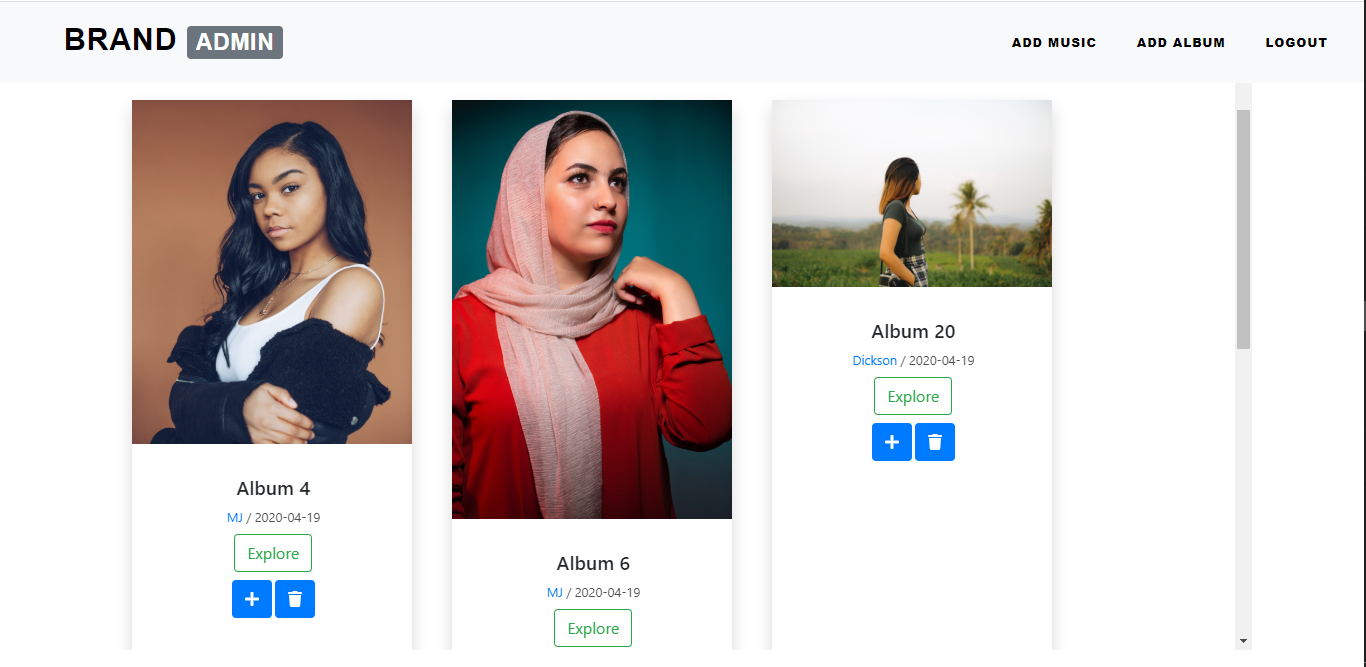 BRAND ADMIN
ADD MUSIC ADD ALBUM LOGOUT
Album 4
MJ / 2020-04-19
Explore
Album 6
MJ / 2020-04-19
Explore
Album 20
Dickson / 2020-04-19
Explore